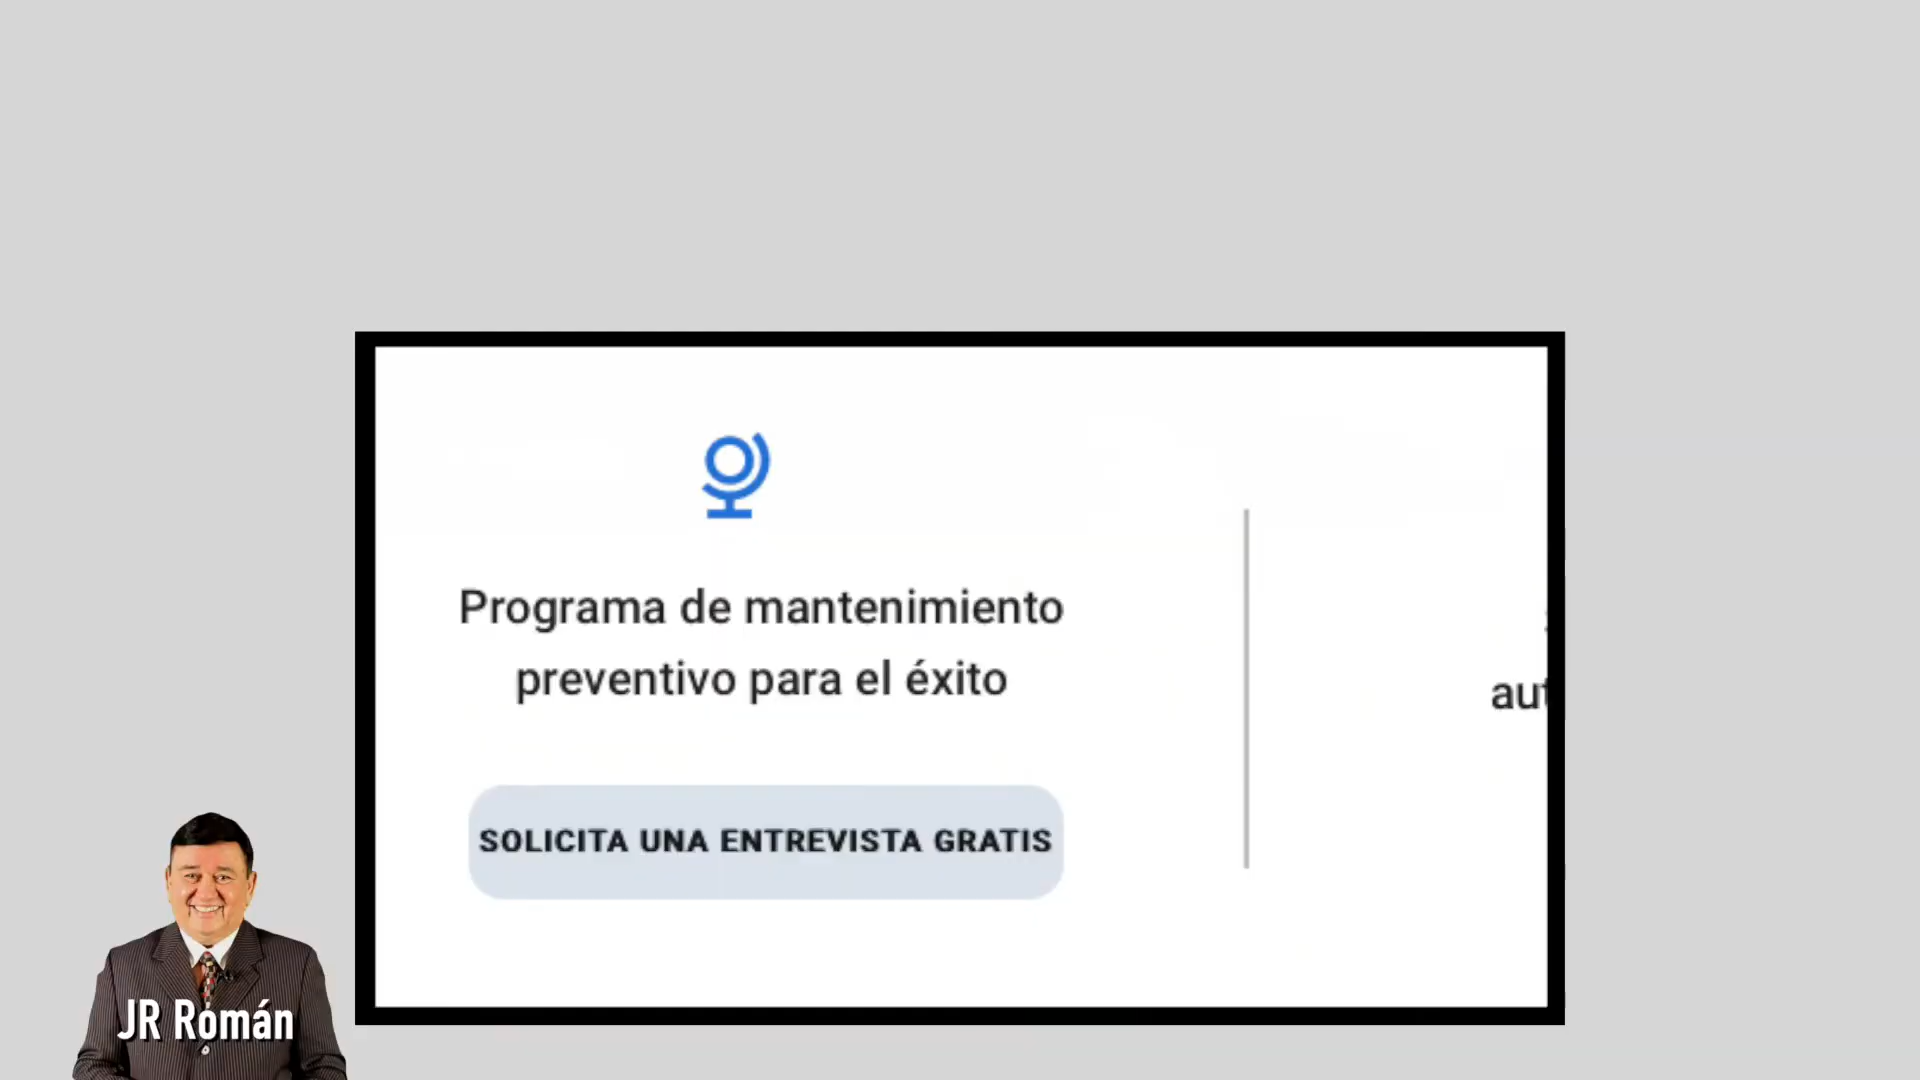 Programa de mantenimiento
preventivo para el éxito
SOLICITA UNA ENTREVISTA GRATIS
JR Román